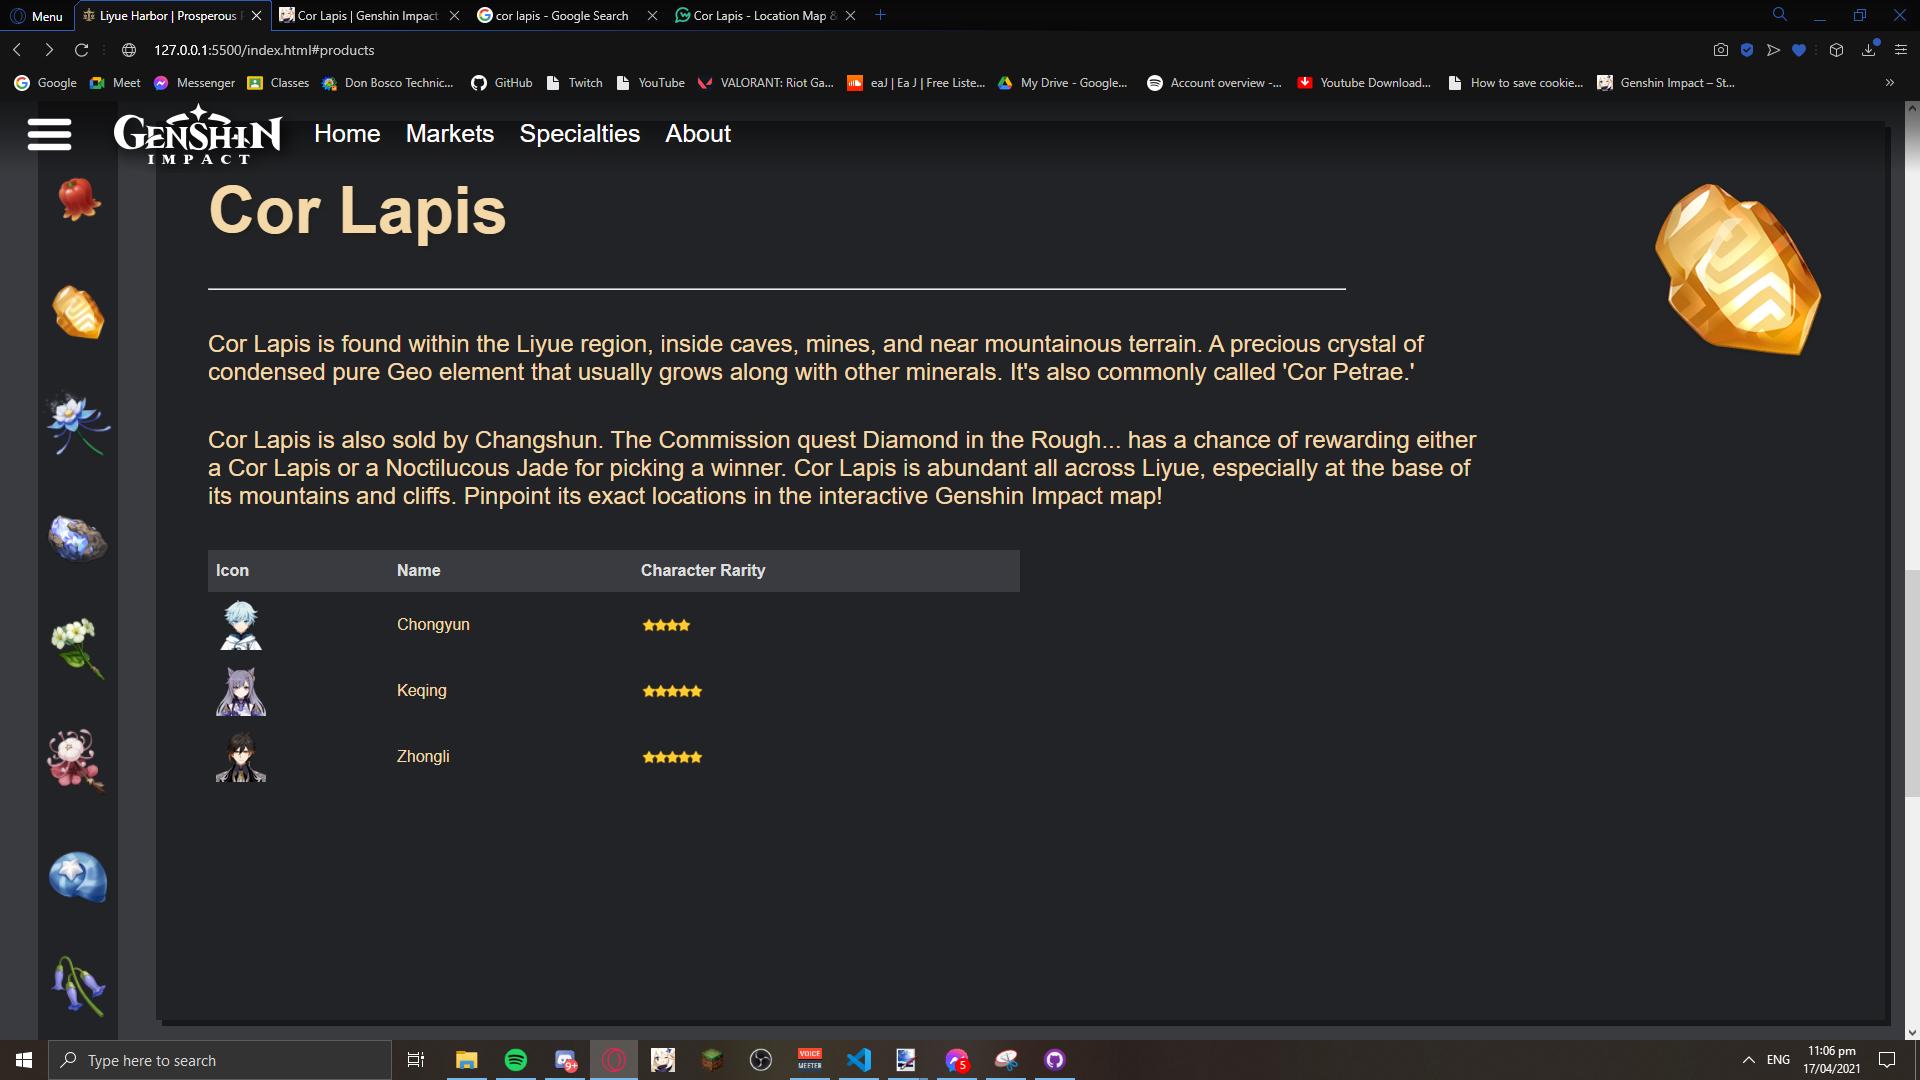 Menu
Liyue Harbor | Prosperous
Cor Lapis | Genshin Impact
cor lapis - Google Search
Cor Lapis - Location Map &
127.0.0.1:5500/index.html#products
Google
Meet
Messenger
Classes
Don Bosco Technic...
GitHub
Twitch
YouTube
VALORANT: Riot Ga...
eaJ | Ea J | Free Liste...
My Drive - Google...
Account overview -...
Youtube Download...
How to save cookie...
Genshin Impact – St...
GENSHIN
IMPACT
Home
Markets
Specialties
About
Cor Lapis
Cor Lapis is found within the Liyue region, inside caves, mines, and near mountainous terrain. A precious crystal of
condensed pure Geo element that usually grows along with other minerals. It's also commonly called 'Cor Petrae.'
Cor Lapis is also sold by Changshun. The Commission quest Diamond in the Rough... has a chance of rewarding either
a Cor Lapis or a Noctilucous Jade for picking a winner. Cor Lapis is abundant all across Liyue, especially at the base of
its mountains and cliffs. Pinpoint its exact locations in the interactive Genshin Impact map!
Icon Name Character Rarity
Chongyun
Keqing
Zhongli
Type here to search
9+
VOICE
MEETER
5
ENG
11:06 pm
17/04/2021